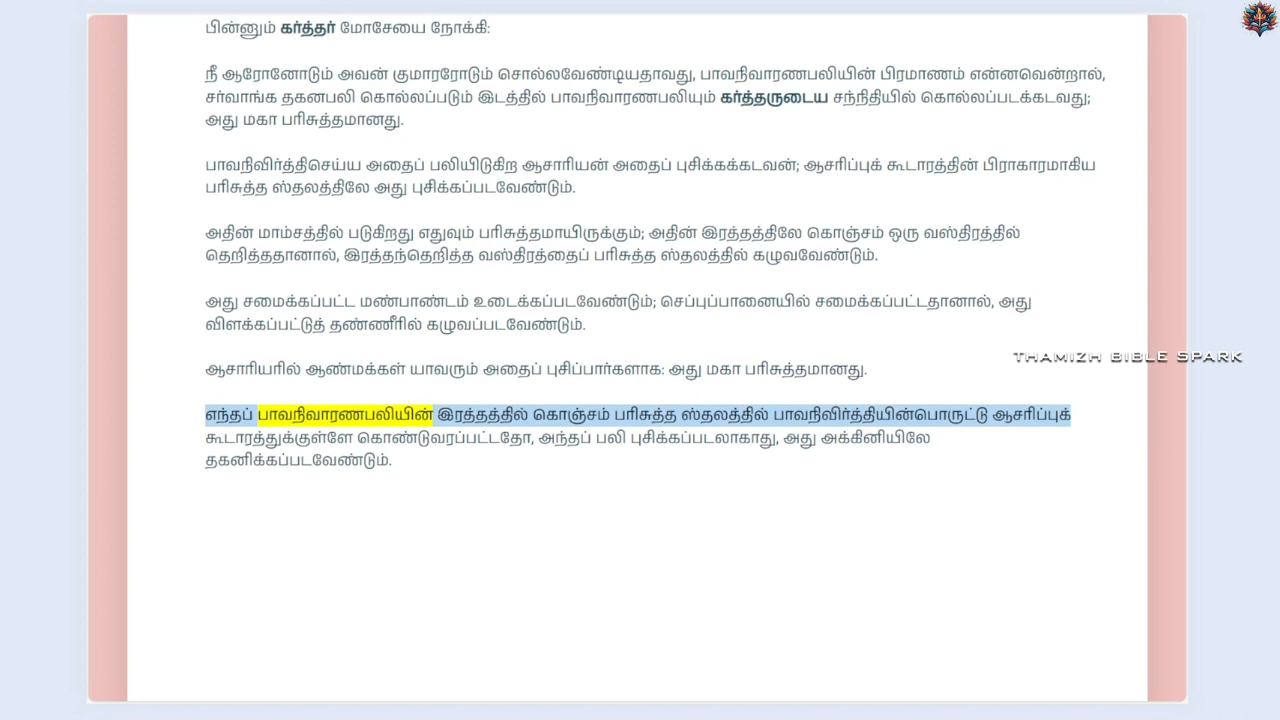 பின்னும் கர்த்தர் மோசேயை நோக்கி:
நீ ஆரோனோடும் அவன் குமாரரோடும் சொல்லவேண்டியதாவது, பாவநிவாரணபலியின் பிரமாணம் என்னவென்றால்,
சர்வாங்க தகனபலி கொல்லப்படும் இடத்தில் பாவநிவாரணபலியும் கர்த்தருடைய சந்நிதியில் கொல்லப்படக்கடவது;
அது மகா பரிசுத்தமானது.
பாவநிவிர்த்திசெய்ய அதைப் பலியிடுகிற ஆசாரியன் அதைப் புசிக்கக்கடவன்; ஆசரிப்புக் கூடாரத்தின் பிராகாரமாகிய
பரிசுத்த ஸ்தலத்திலே அது புசிக்கப்படவேண்டும்.
அதின் மாம்சத்தில் படுகிறது எதுவும் பரிசுத்தமாயிருக்கும்; அதின் இரத்தத்திலே கொஞ்சம் ஒரு வஸ்திரத்தில்
தெறித்ததானால், இரத்தந்தெறித்த வஸ்திரத்தைப் பரிசுத்த ஸ்தலத்தில் கழுவவேண்டும்.
அது சமைக்கப்பட்ட மண்பாண்டம் உடைக்கப்படவேண்டும்; செப்புப்பானையில் சமைக்கப்பட்டதானால், அது
விளக்கப்பட்டுத் தண்ணீரில் கழுவப்படவேண்டும்.
THAMIZH BIBLE SPARK
ஆசாரியரில் ஆண்மக்கள் யாவரும் அதைப் புசிப்பார்களாக: அது மகா பரிசுத்தமானது.
எந்தப் பாவநிவாரணபலியின் இரத்தத்தில் கொஞ்சம் பரிசுத்த ஸ்தலத்தில் பாவநிவிர்த்தியின்பொருட்டு ஆசரிப்புக்
கூடாரத்துக்குள்ளே கொண்டுவரப்பட்டதோ, அந்தப் பலி புசிக்கப்படலாகாது, அது அக்கினியிலே
தகனிக்கப்படவேண்டும்.